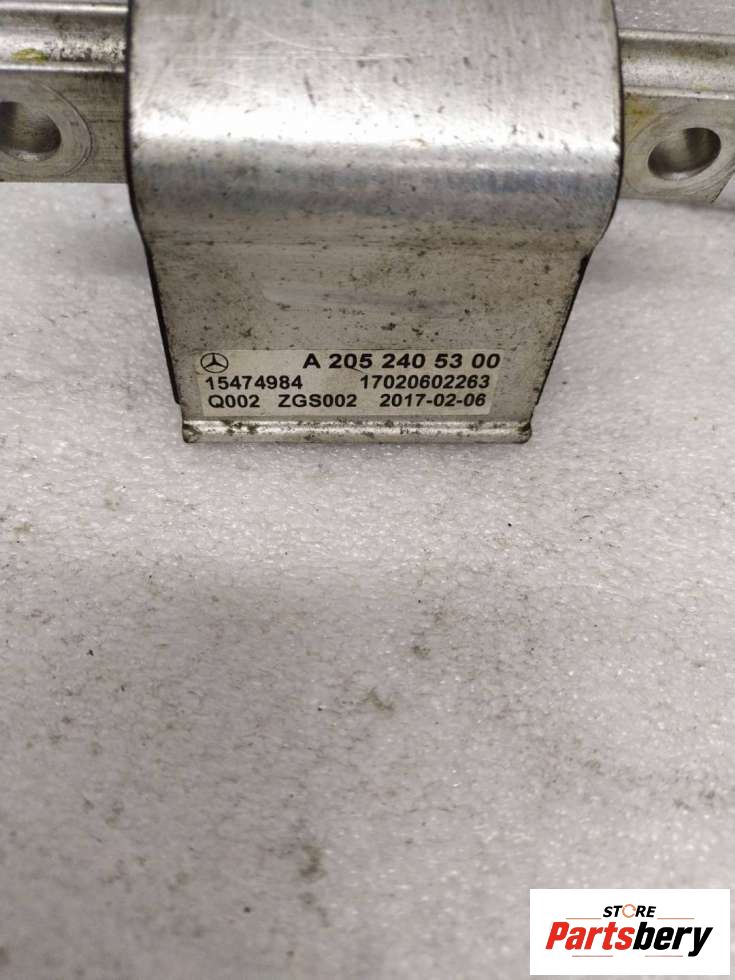 A 205 240 53 00
15474984 17020602263
Q002 ZGS002 2017-02-06
STORE
Partsbery